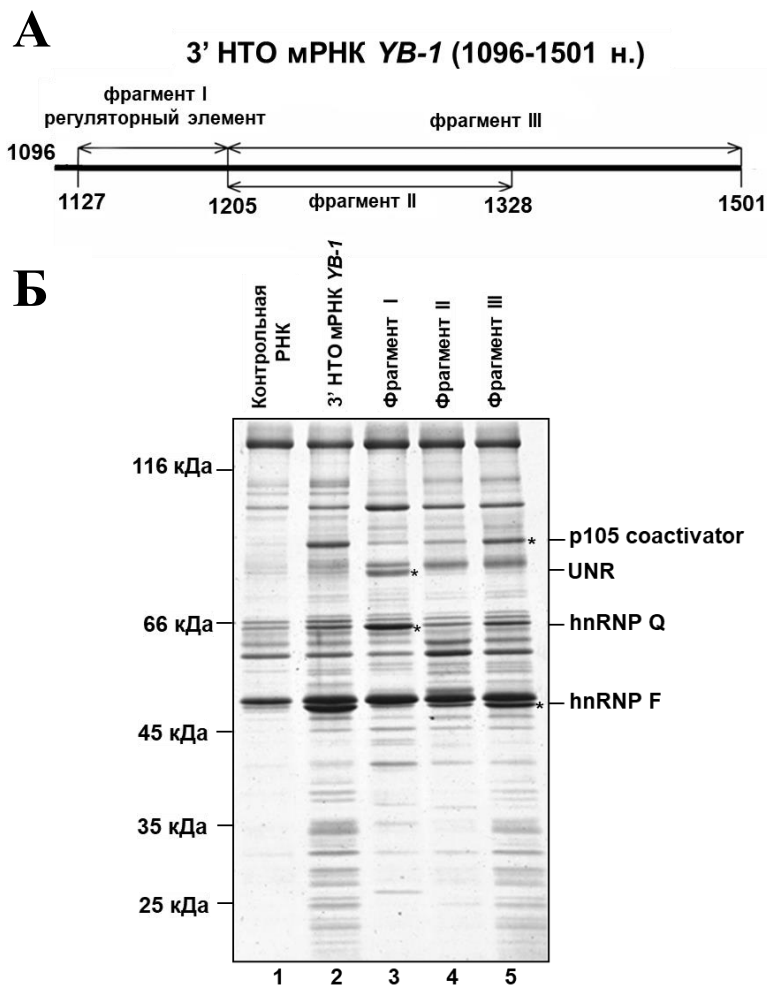 А
3’ НТО мРНК YB-1 (1096-1501 н.)
фрагмент I
регуляторный элемент
фрагмент III
1096
1127
1205
фрагмент II
1328
1501
Б
Контрольная
РНК
3’ НТО мРНК YB-1
Фрагмент I
Фрагмент II
Фрагмент III
116 кДа
66 кДа
45 кДа
35 кДа
25 кДа
* p105 coactivator
* UNR
* hnRNP Q
* hnRNP F
1 2 3 4 5